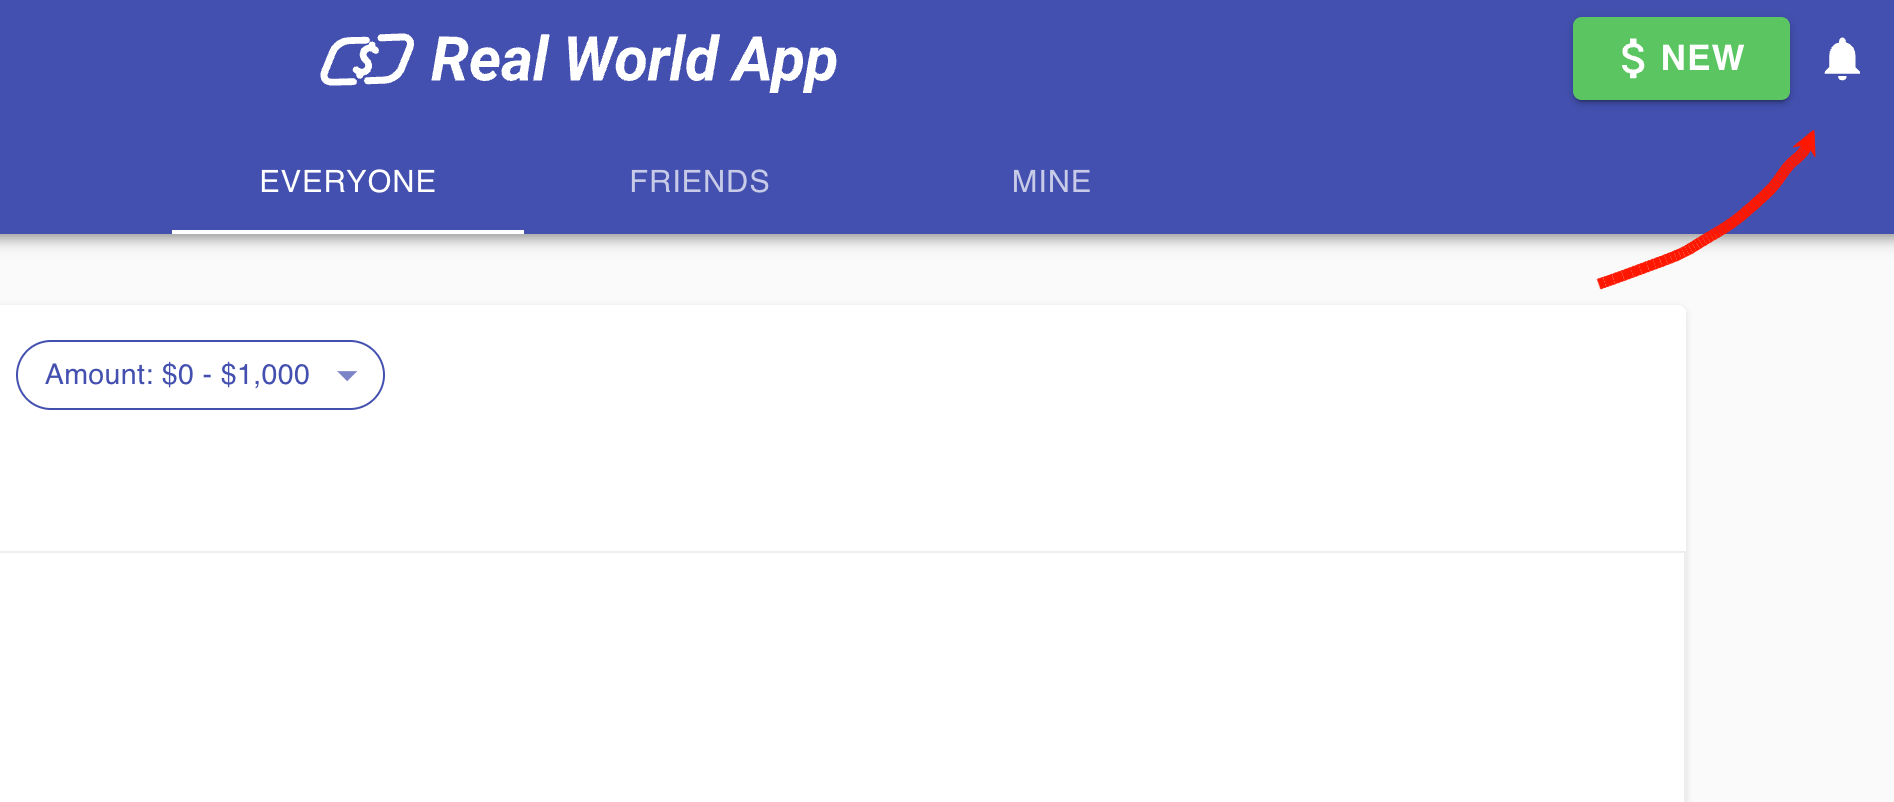 Real World App
$ NEW
EVERYONE
FRIENDS
MINE
Amount: $0 - $1,000